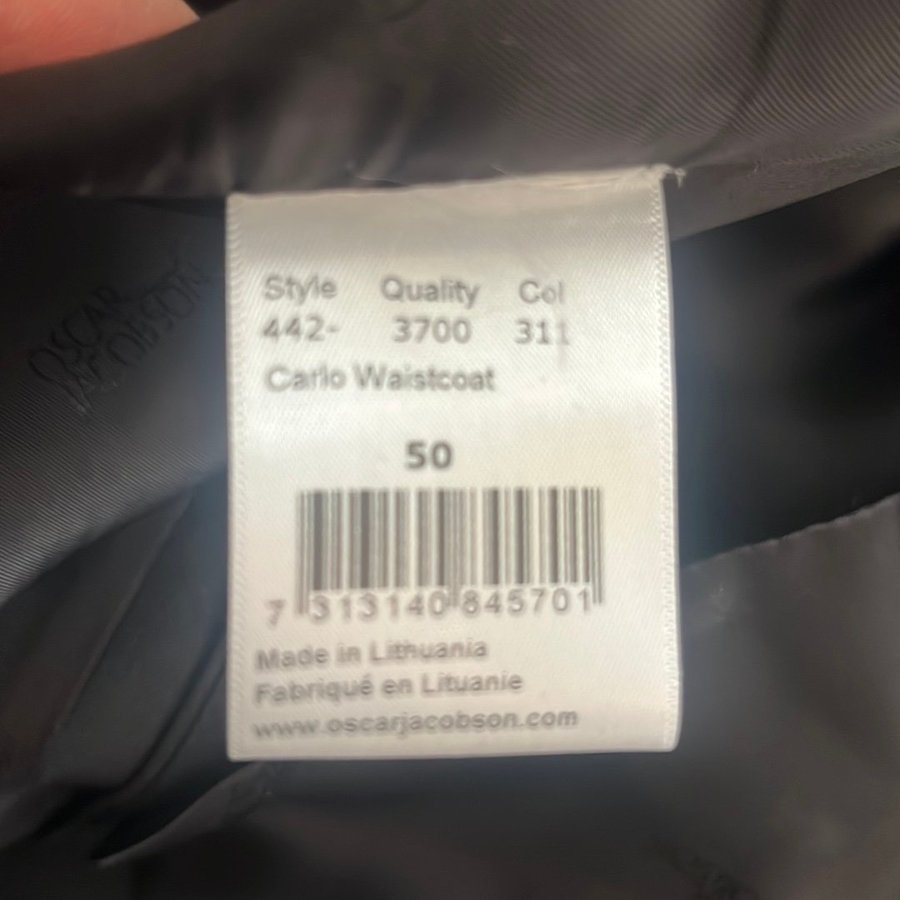 OSCAR
JACOBSON
Style Quality Col
442- 3700 311
Carlo Waistcoat
50
7 313140 845701
Made in Lithuania
Fabriqué en Lituanie
www.oscarjacobson.com